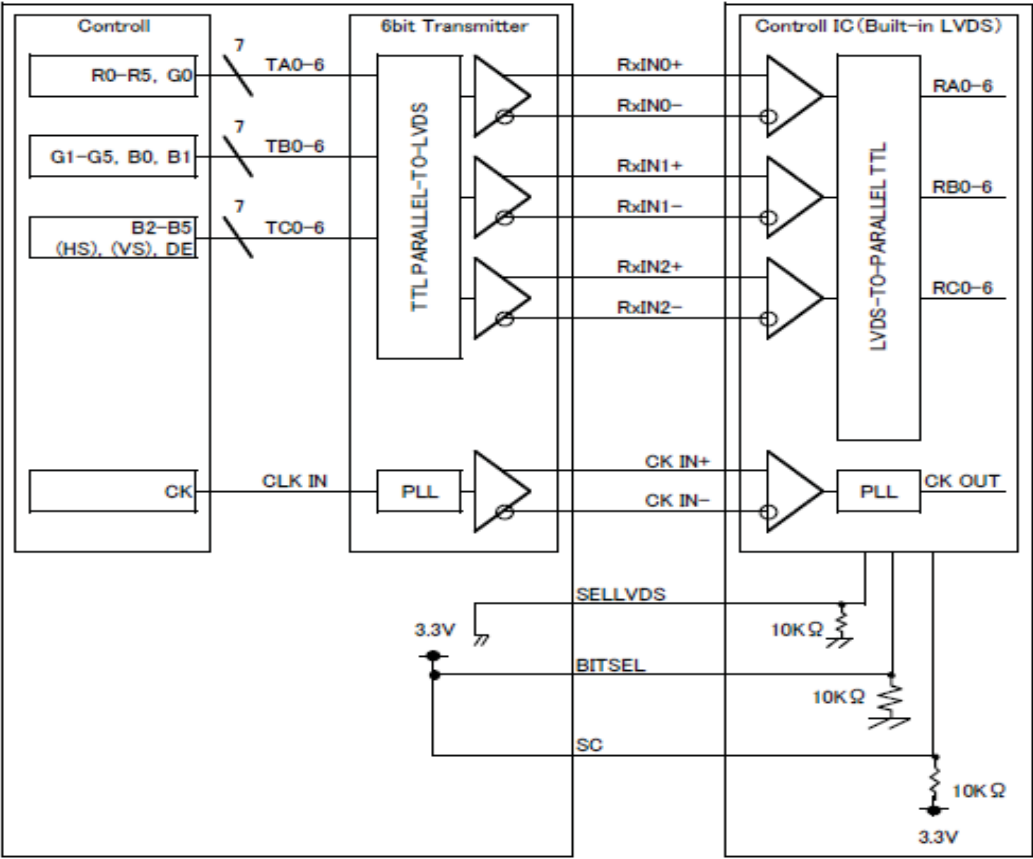 Controll
6bit Transmitter
Controll IC(Built-in LVDS)
R0-R5, G0
7
TA0-6
RxIN0+
RxIN0-
RA0-6
G1-G5, B0, B1
7
TB0-6
RxIN1+
RxIN1-
RB0-6
B2-B5
(HS), (VS), DE
7
TC0-6
RxIN2+
RxIN2-
RC0-6
TTL PARALLEL-TO-LVDS
LVDS-TO-PARALLEL TTL
CK
CLK IN
PLL
CK IN+
CK IN-
PLL
CK OUT
SELLVDS
3.3V
10KΩ
BITSEL
10KΩ
SC
10KΩ
3.3V